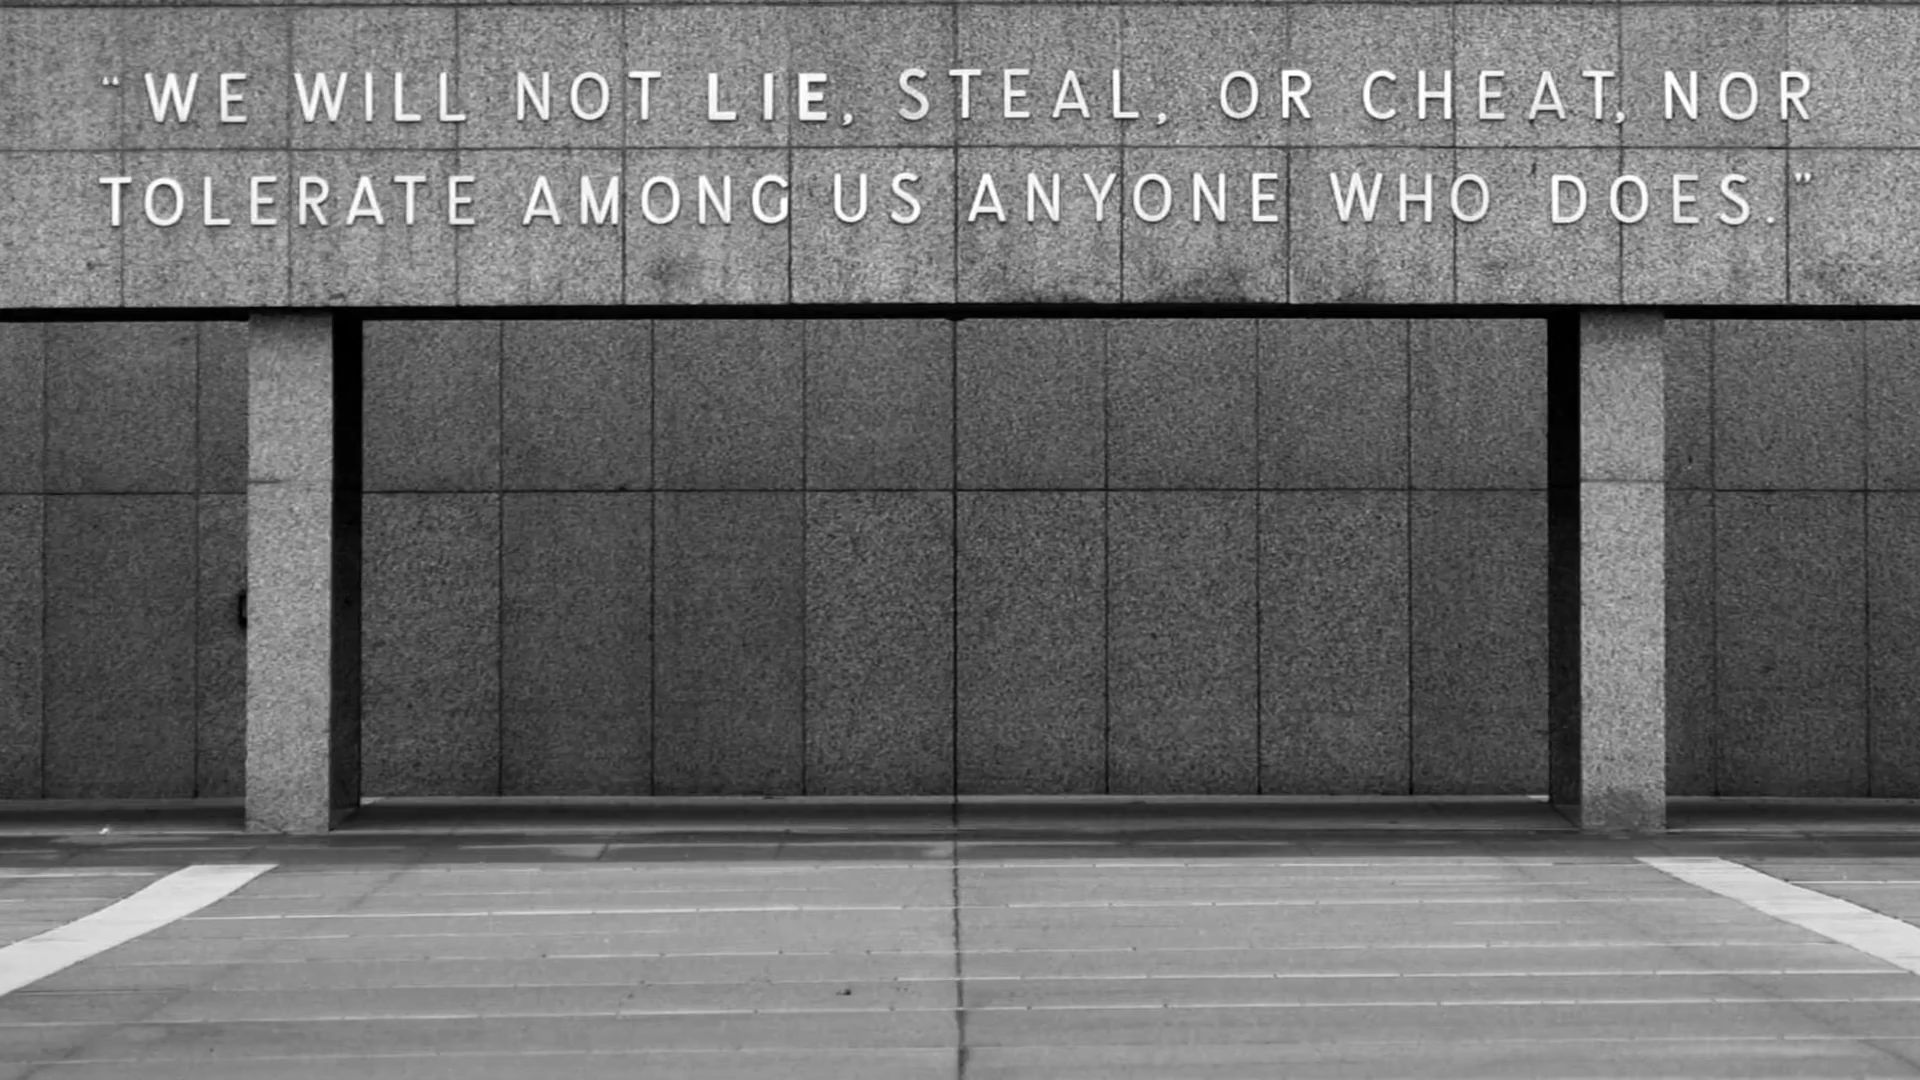 “WE WILL NOT LIE, STEAL, OR CHEAT, NOR
TOLERATE AMONG US ANYONE WHO DOES.”